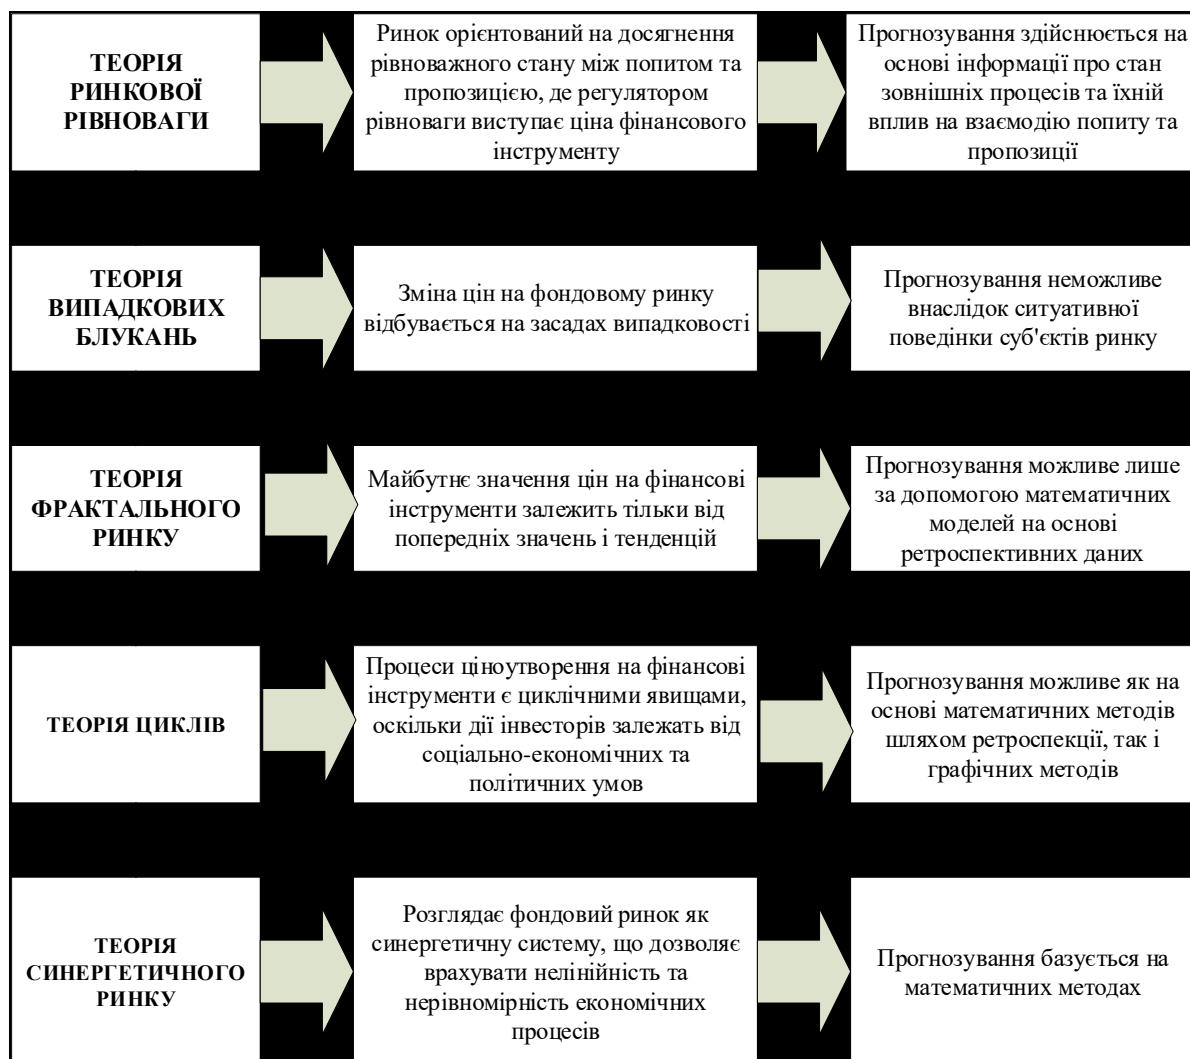 ТЕОРІЯ
РИНКОВОЇ
РІВНОВАГИ
Ринок орієнтований на досягнення
рівноважного стану між попитом та
пропозицією, де регулятором
рівноваги виступає ціна фінансового
інструменту
Прогнозування здійснюється на
основі інформації про стан
зовнішніх процесів та їхній
вплив на взаємодію попиту та
пропозиції
ТЕОРІЯ
ВИПАДКОВИХ
БЛУКАНЬ
Зміна цін на фондовому ринку
відбувається на засадах випадковості
Прогнозування неможливе
внаслідок ситуативної
поведінки суб'єктів ринку
ТЕОРІЯ
ФРАКТАЛЬНОГО
РИНКУ
Майбутнє значення цін на фінансові
інструменти залежить тільки від
попередніх значень і тенденцій
Прогнозування можливе лише
за допомогою математичних
моделей на основі
ретроспективних даних
ТЕОРІЯ ЦИКЛІВ
Процеси ціноутворення на фінансові
інструменти є циклічними явищами,
оскільки дії інвесторів залежать від
соціально-економічних та
політичних умов
Прогнозування можливе як на
основі математичних методів
шляхом ретроспекції, так і
графічних методів
ТЕОРІЯ
СИНЕРГЕТИЧНОГО
РИНКУ
Розглядає фондовий ринок як
синергетичну систему, що дозволяє
врахувати нелінійність та
нерівномірність економічних
процесів
Прогнозування базується на
математичних методах